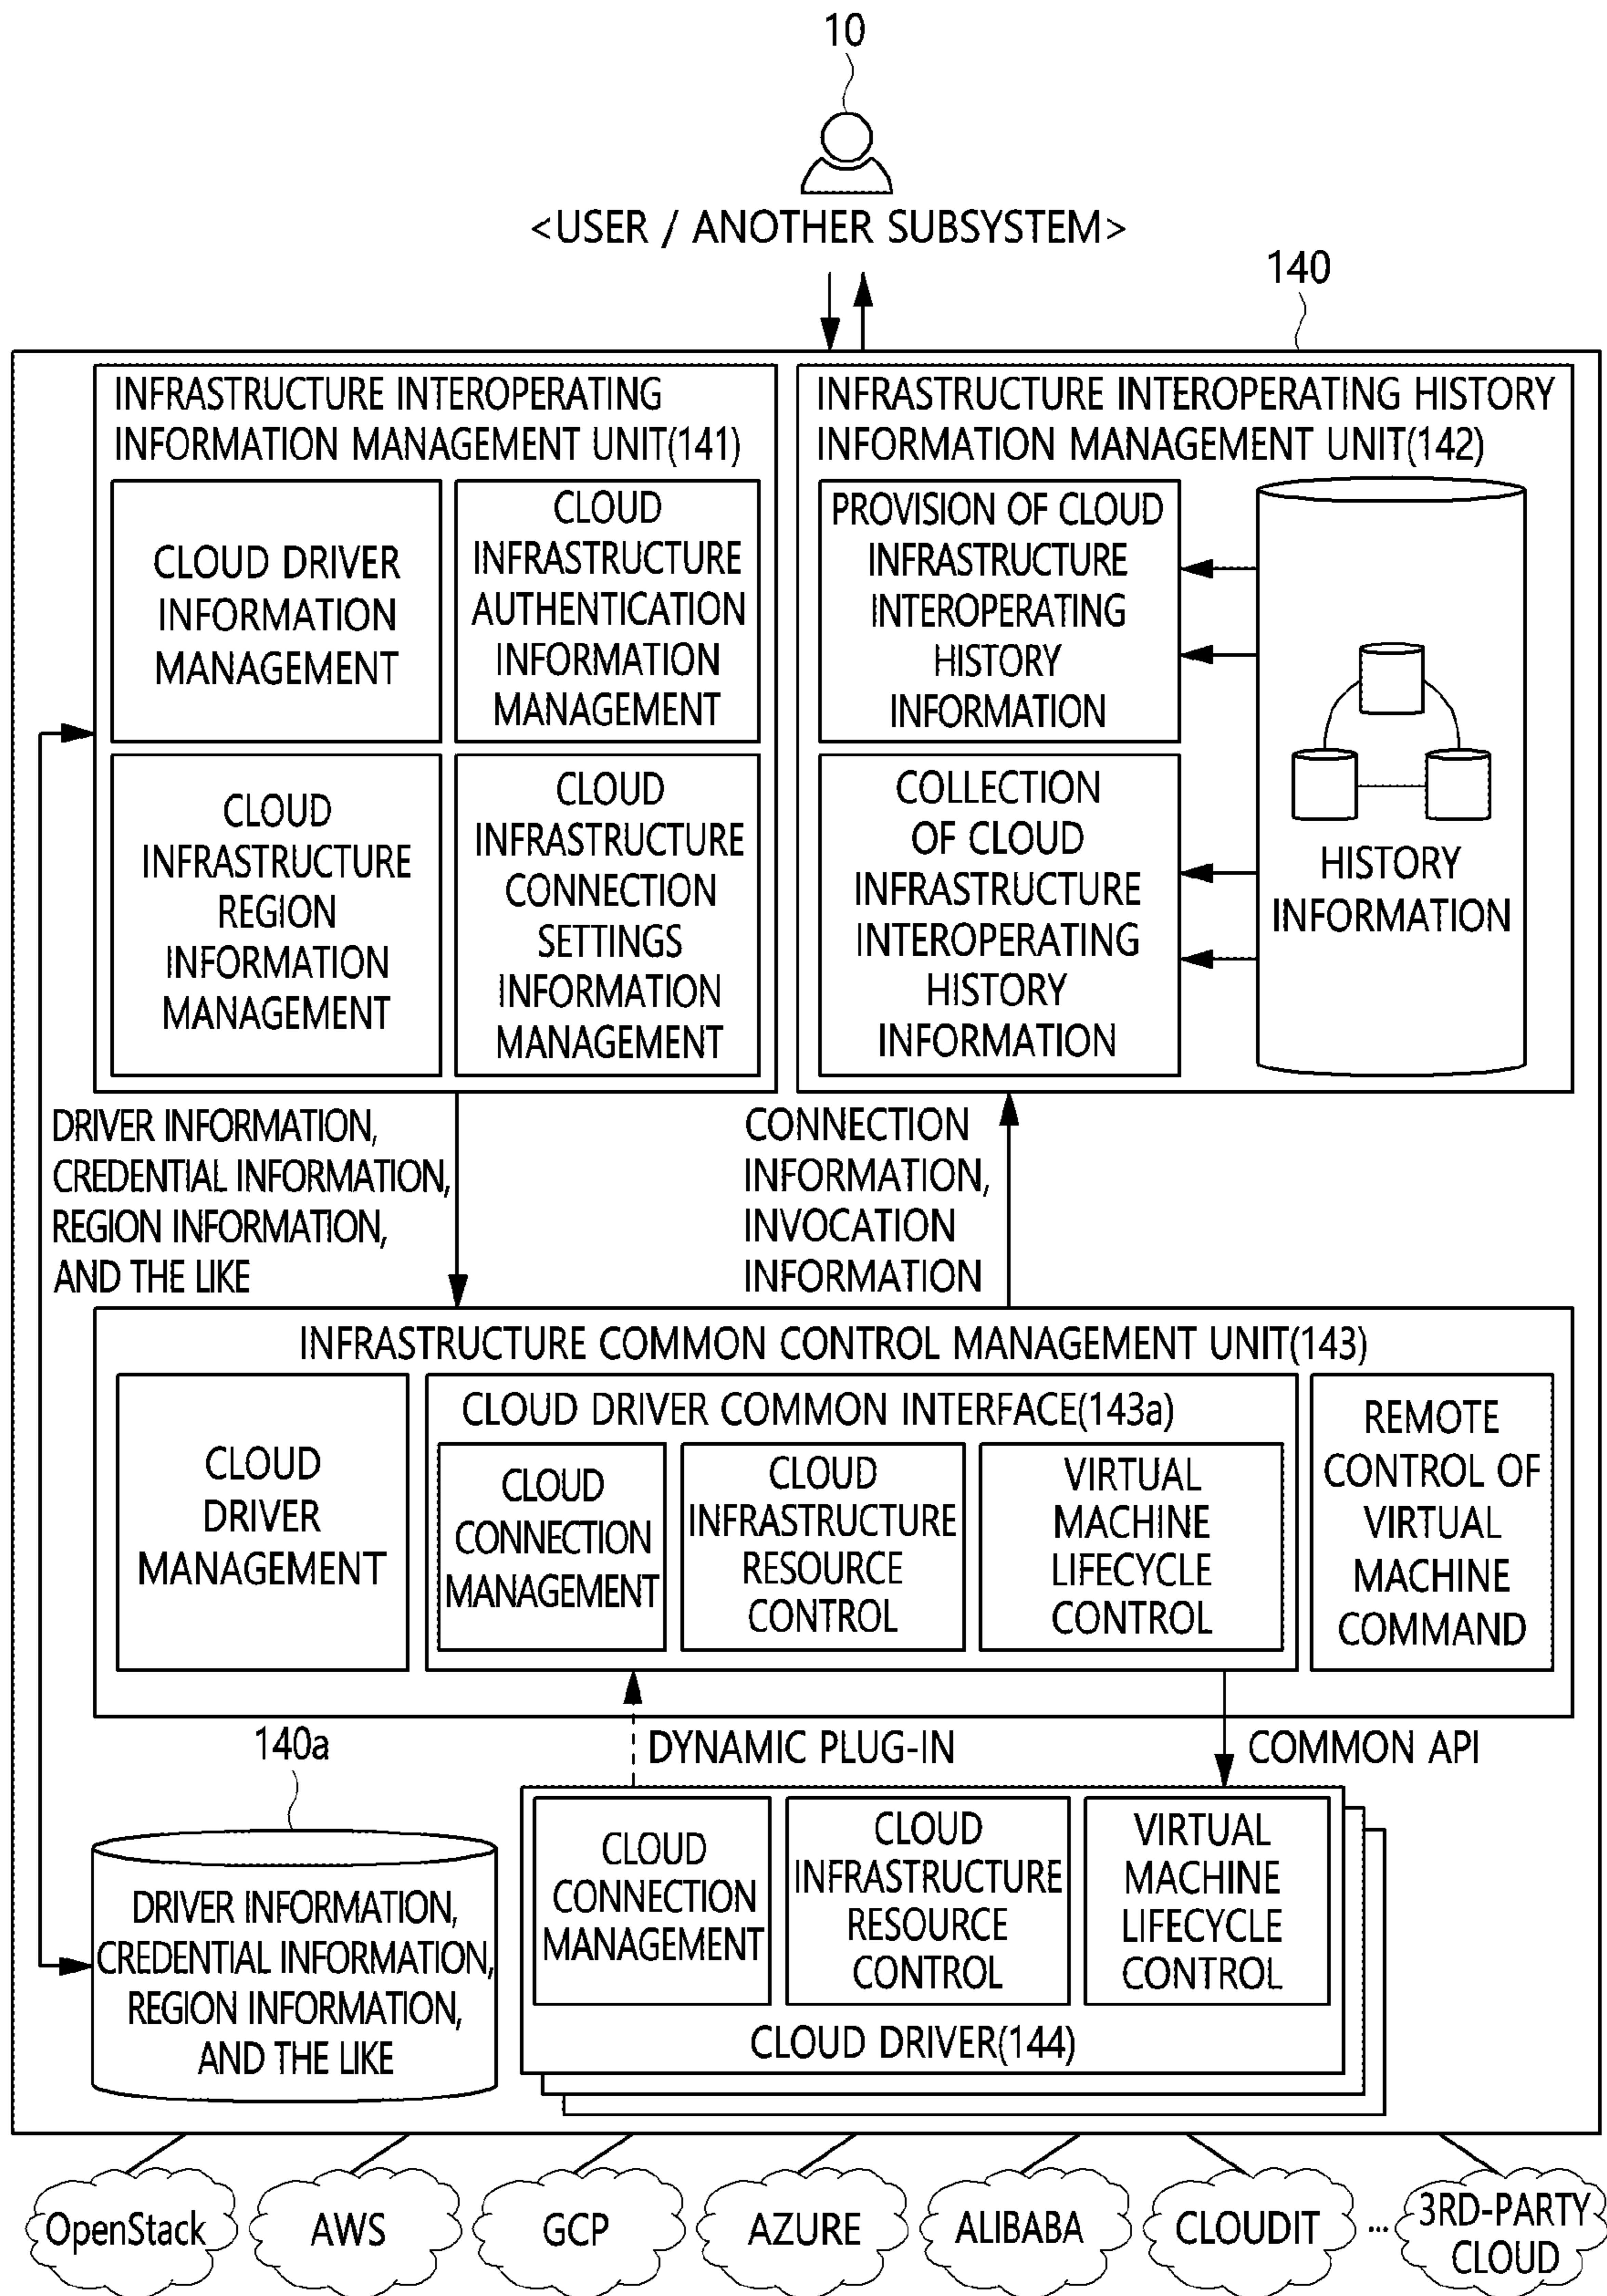 10
<USER / ANOTHER SUBSYSTEM>
140
INFRASTRUCTURE INTEROPERATING
INFORMATION MANAGEMENT UNIT(141)
CLOUD DRIVER
INFORMATION
MANAGEMENT
CLOUD
INFRASTRUCTURE
AUTHENTICATION
INFORMATION
MANAGEMENT
CLOUD
INFRASTRUCTURE
REGION
INFORMATION
MANAGEMENT
CLOUD
INFRASTRUCTURE
CONNECTION
SETTINGS
INFORMATION
MANAGEMENT
INFRASTRUCTURE INTEROPERATING HISTORY
INFORMATION MANAGEMENT UNIT(142)
PROVISION OF CLOUD
INFRASTRUCTURE
INTEROPERATING
HISTORY
INFORMATION
COLLECTION
OF CLOUD
INFRASTRUCTURE
INTEROPERATING
HISTORY
INFORMATION
HISTORY
INFORMATION
DRIVER INFORMATION,
CREDENTIAL INFORMATION,
REGION INFORMATION,
AND THE LIKE
CONNECTION
INFORMATION,
INVOCATION
INFORMATION
INFRASTRUCTURE COMMON CONTROL MANAGEMENT UNIT(143)
CLOUD
DRIVER
MANAGEMENT
CLOUD DRIVER COMMON INTERFACE(143a)
CLOUD
CONNECTION
MANAGEMENT
CLOUD
INFRASTRUCTURE
RESOURCE
CONTROL
VIRTUAL
MACHINE
LIFECYCLE
CONTROL
REMOTE
CONTROL OF
VIRTUAL
MACHINE
COMMAND
140a
DYNAMIC PLUG-IN
COMMON API
DRIVER INFORMATION,
CREDENTIAL INFORMATION,
REGION INFORMATION,
AND THE LIKE
CLOUD
CONNECTION
MANAGEMENT
CLOUD
INFRASTRUCTURE
RESOURCE
CONTROL
VIRTUAL
MACHINE
LIFECYCLE
CONTROL
CLOUD DRIVER(144)
OpenStack
AWS
GCP
AZURE
ALIBABA
CLOUDIT
...
3RD-PARTY
CLOUD